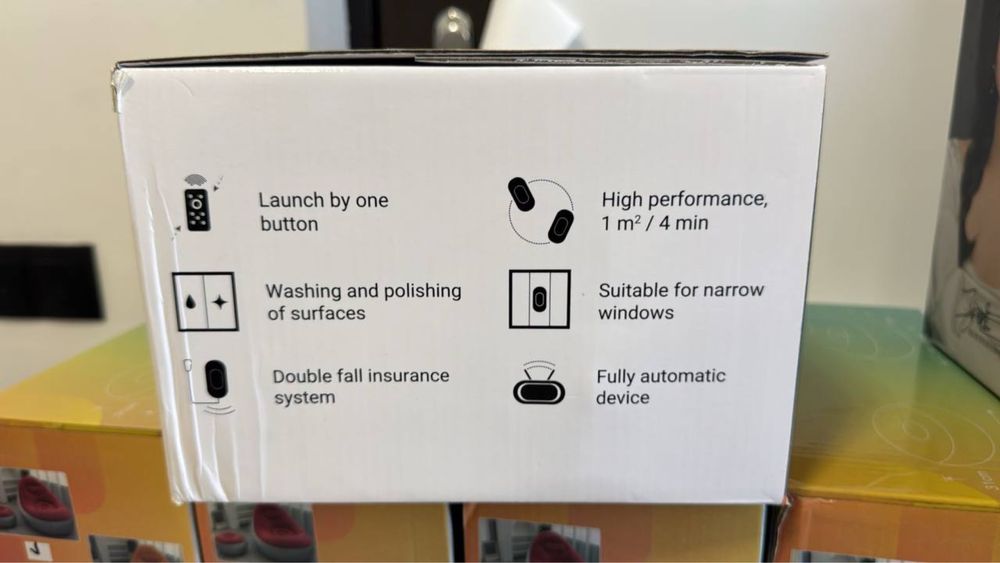 Launch by one
button
High performance,
1 m² / 4 min
Washing and polishing
of surfaces
Suitable for narrow
windows
Double fall insurance
system
Fully automatic
device